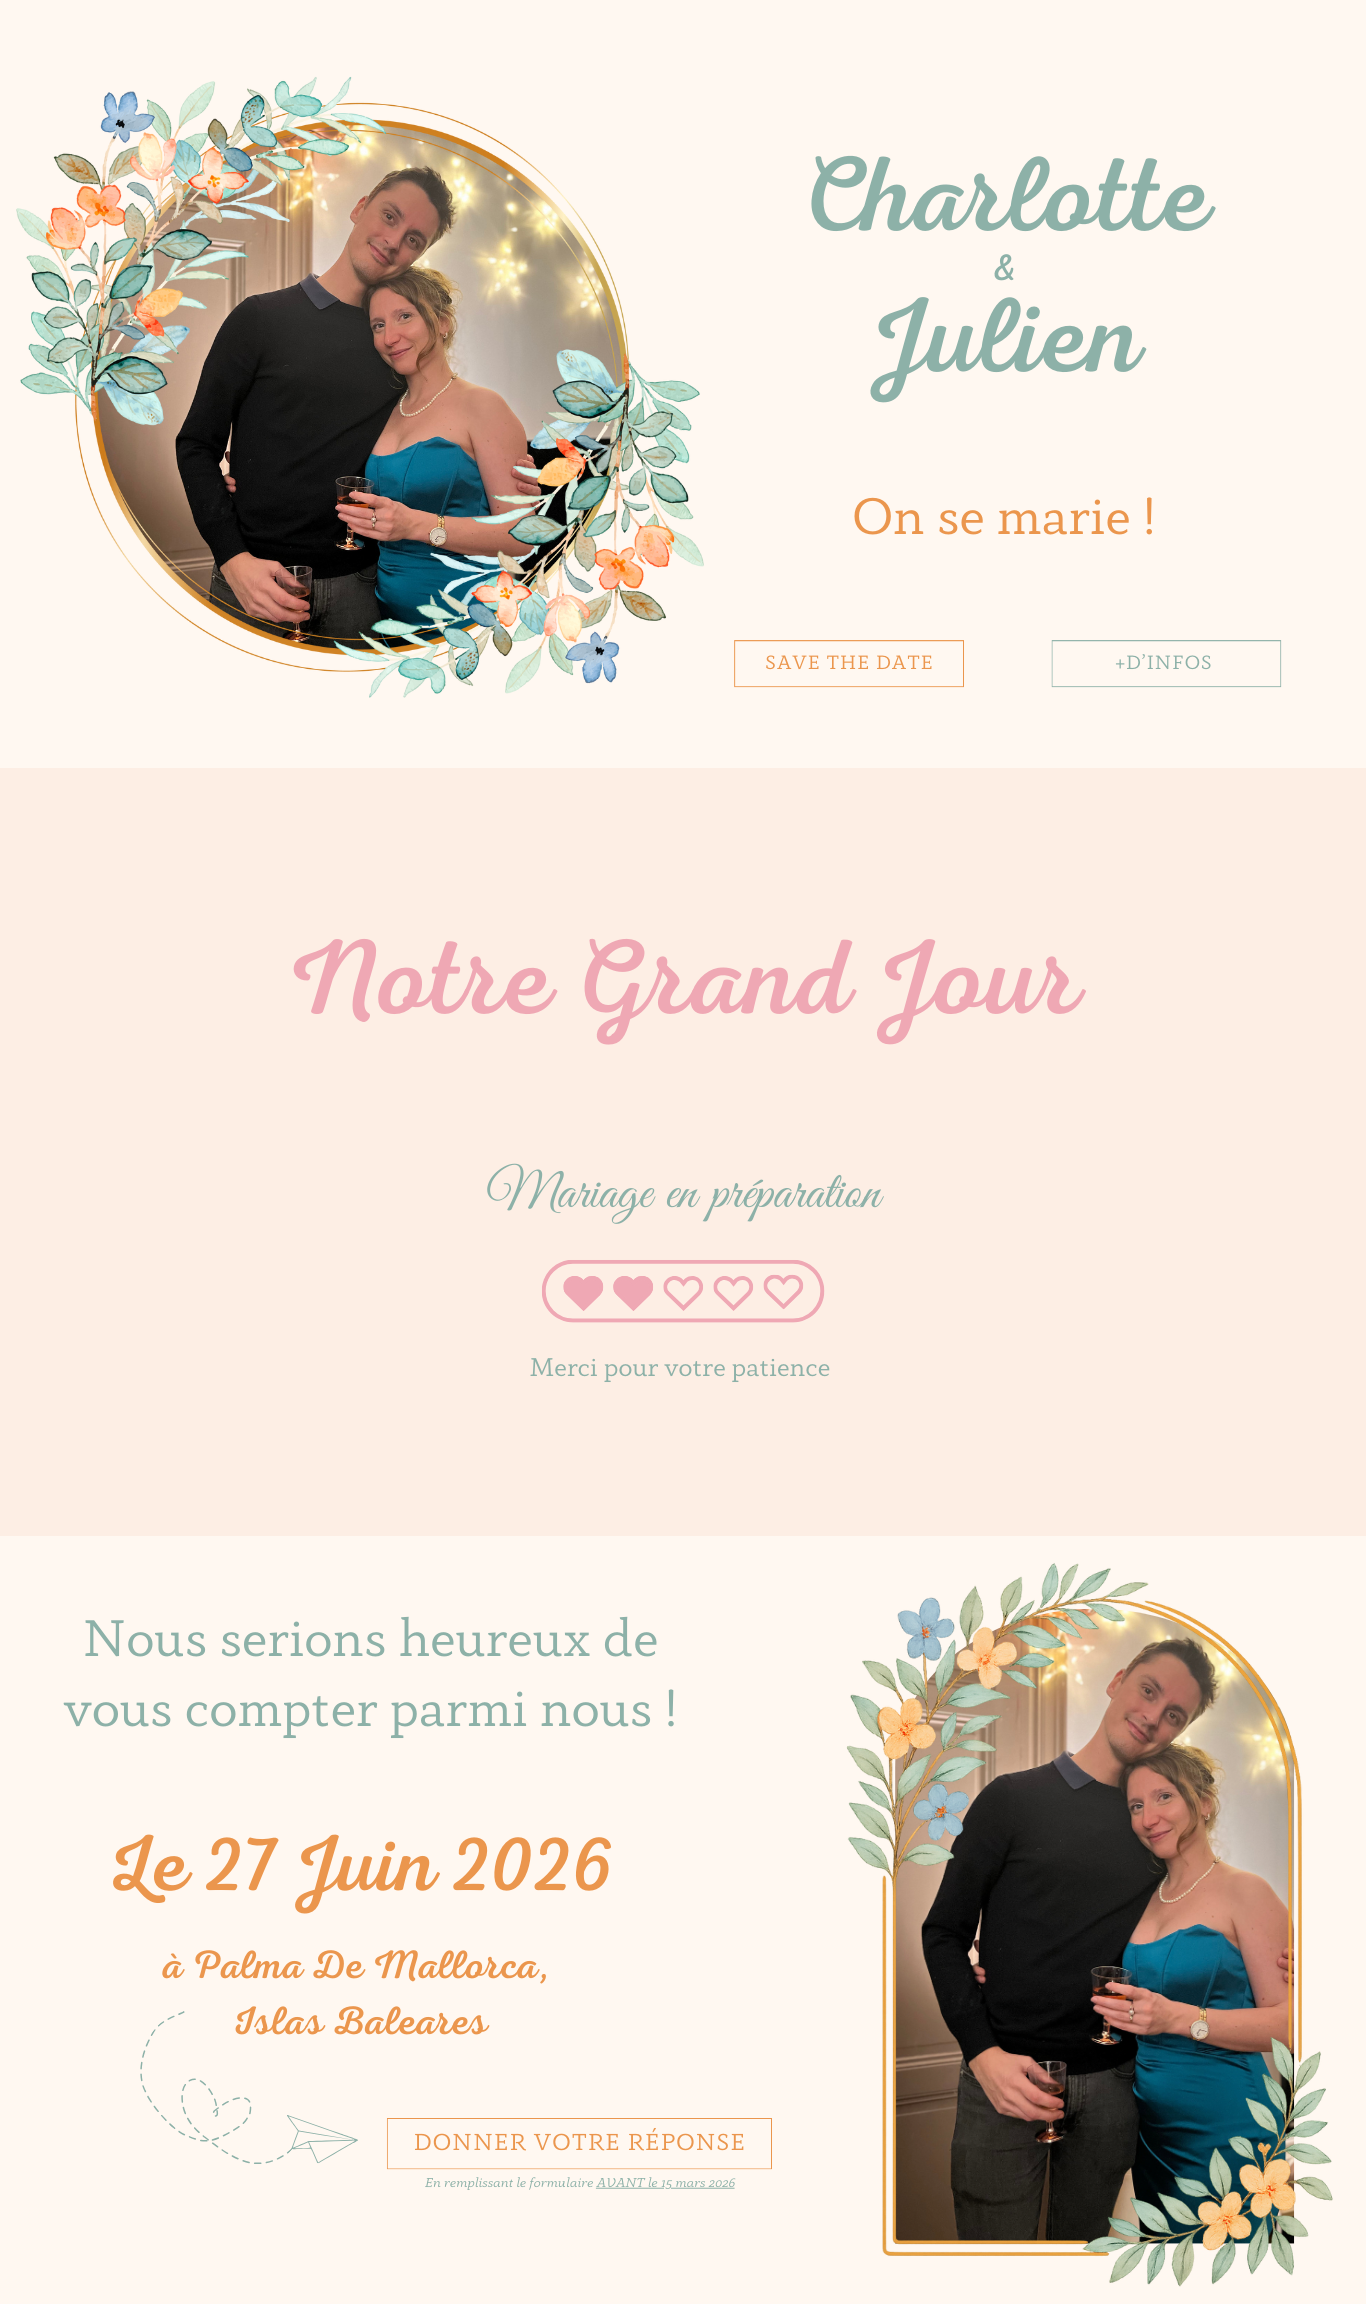 Charlotte
&
Julien
On se marie !
SAVE THE DATE
+D’INFOS
Notre Grand Jour
Mariage en préparation
Merci pour votre patience
Nous serions heureux de
vous compter parmi nous !
Le 27 Juin 2026
à Palma De Mallorca,
Islas Baleares
DONNER VOTRE RÉPONSE
En remplissant le formulaire AVANT le 15 mars 2026